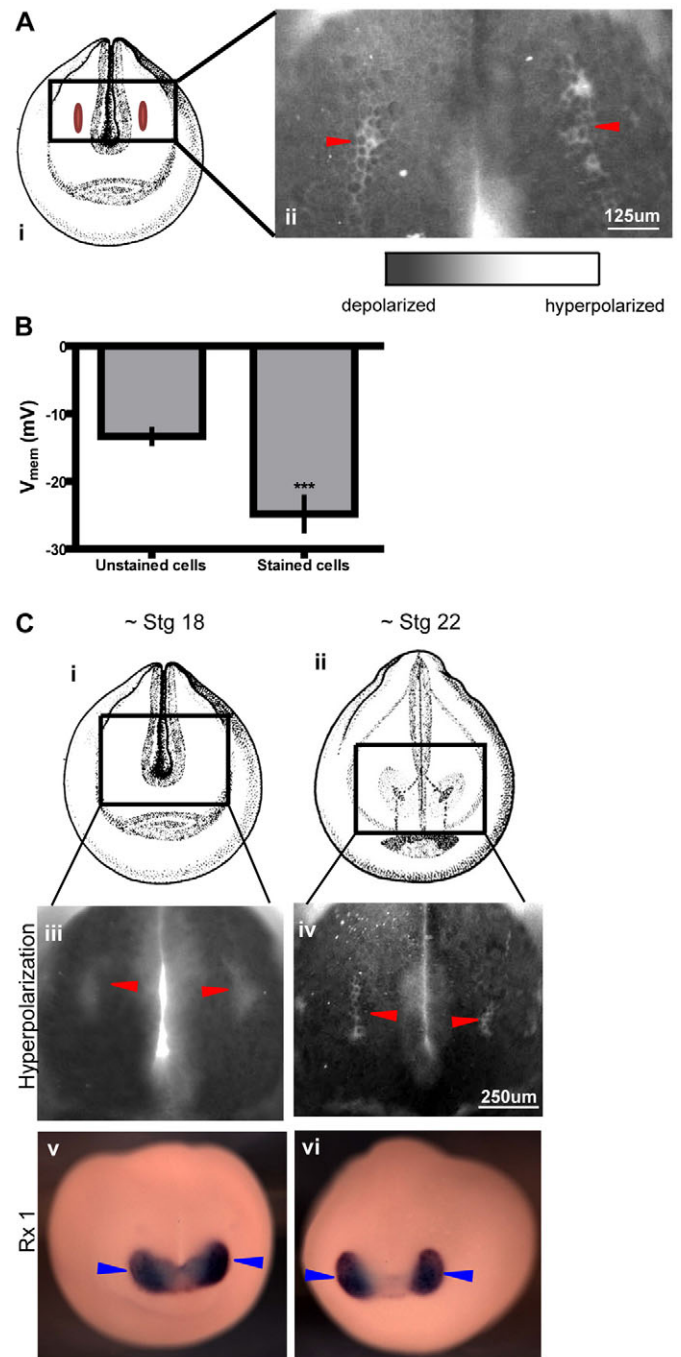 A
i
ii
125um
depolarized hyperpolarized
B
0
-10
-20
-30
Vmem (mV)
***
Unstained cells Stained cells
C
~ Stg 18 ~ Stg 22
i
ii
Hyperpolarization
iii
iv
250um
Rx 1
v
vi